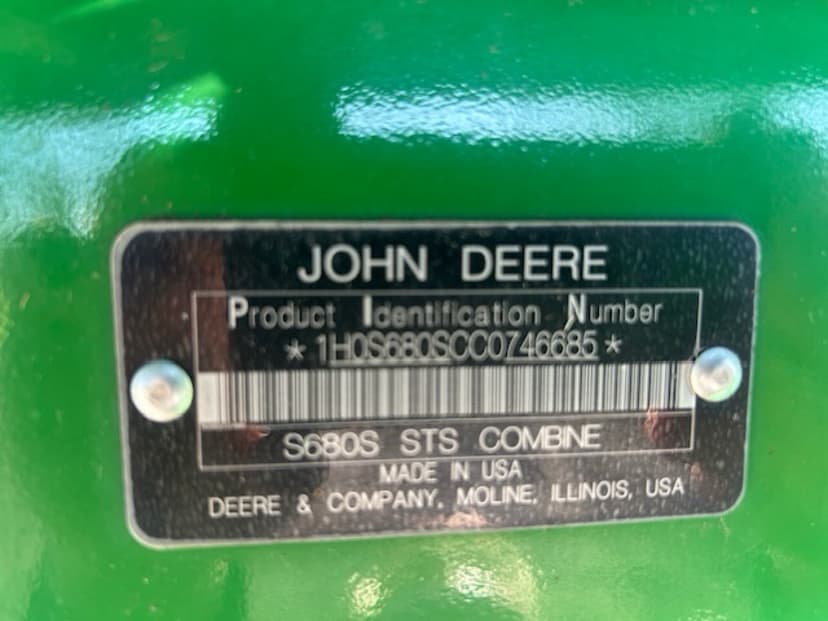 JOHN DEERE
Product Identification Number
*1H0S680SCC0746685*
S680S STS COMBINE
MADE IN USA
DEERE & COMPANY, MOLINE, ILLINOIS, USA